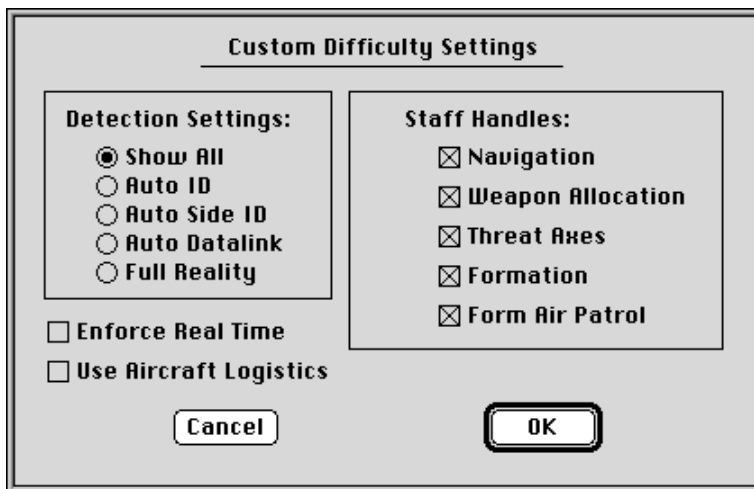 Custom Difficulty Settings
Detection Settings:
Show All
Auto ID
Auto Side ID
Auto Datalink
Full Reality
Enforce Real Time
Use Aircraft Logistics
Staff Handles:
Navigation
Weapon Allocation
Threat Axes
Formation
Form Air Patrol
Cancel
OK